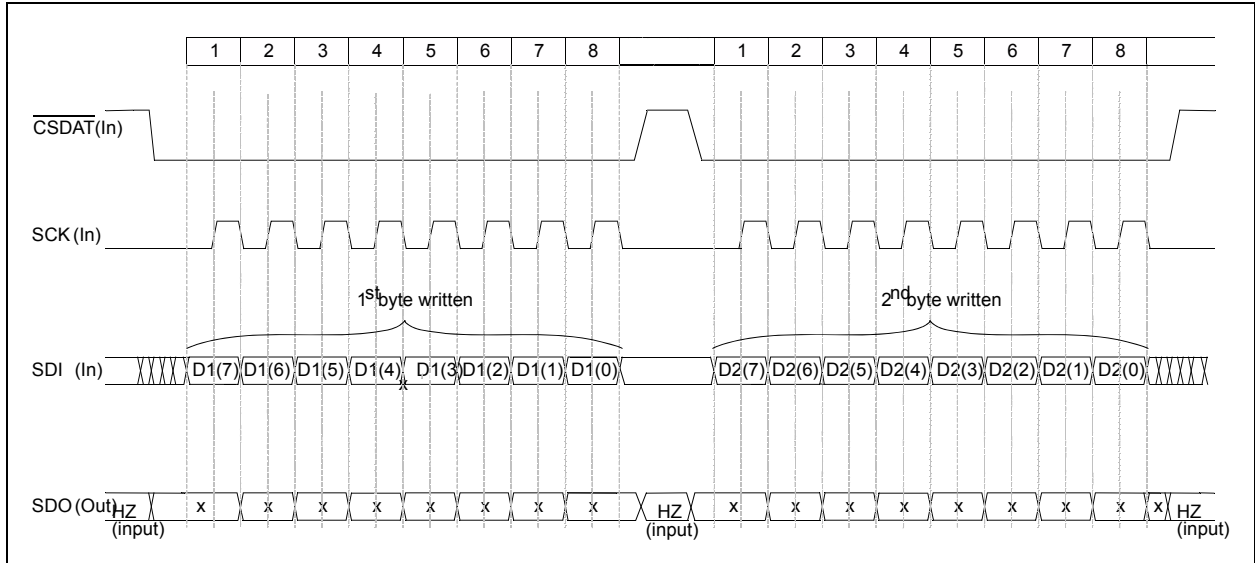 1 2 3 4 5 6 7 8 1 2 3 4 5 6 7 8
CSDAT(In)
SCK (In)
1st byte written 2nd byte written
SDI (In) D1(7) D1(6) D1(5) D1(4) x D1(3) D1(2) D1(1) D1(0) D2(7) D2(6) D2(5) D2(4) D2(3) D2(2) D2(1) D2(0)
SDO (Out) HZ x x x x x x x x HZ x x x x x x x x x HZ
(input) (input) (input)